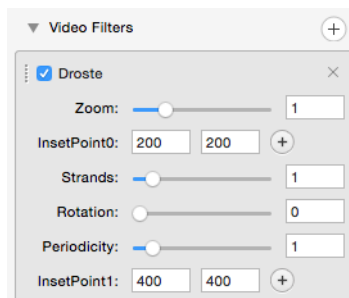 Video Filters
Droste
Zoom: 1
InsetPoint0: 200 200
Strands: 1
Rotation: 0
Periodicity: 1
InsetPoint1: 400 400